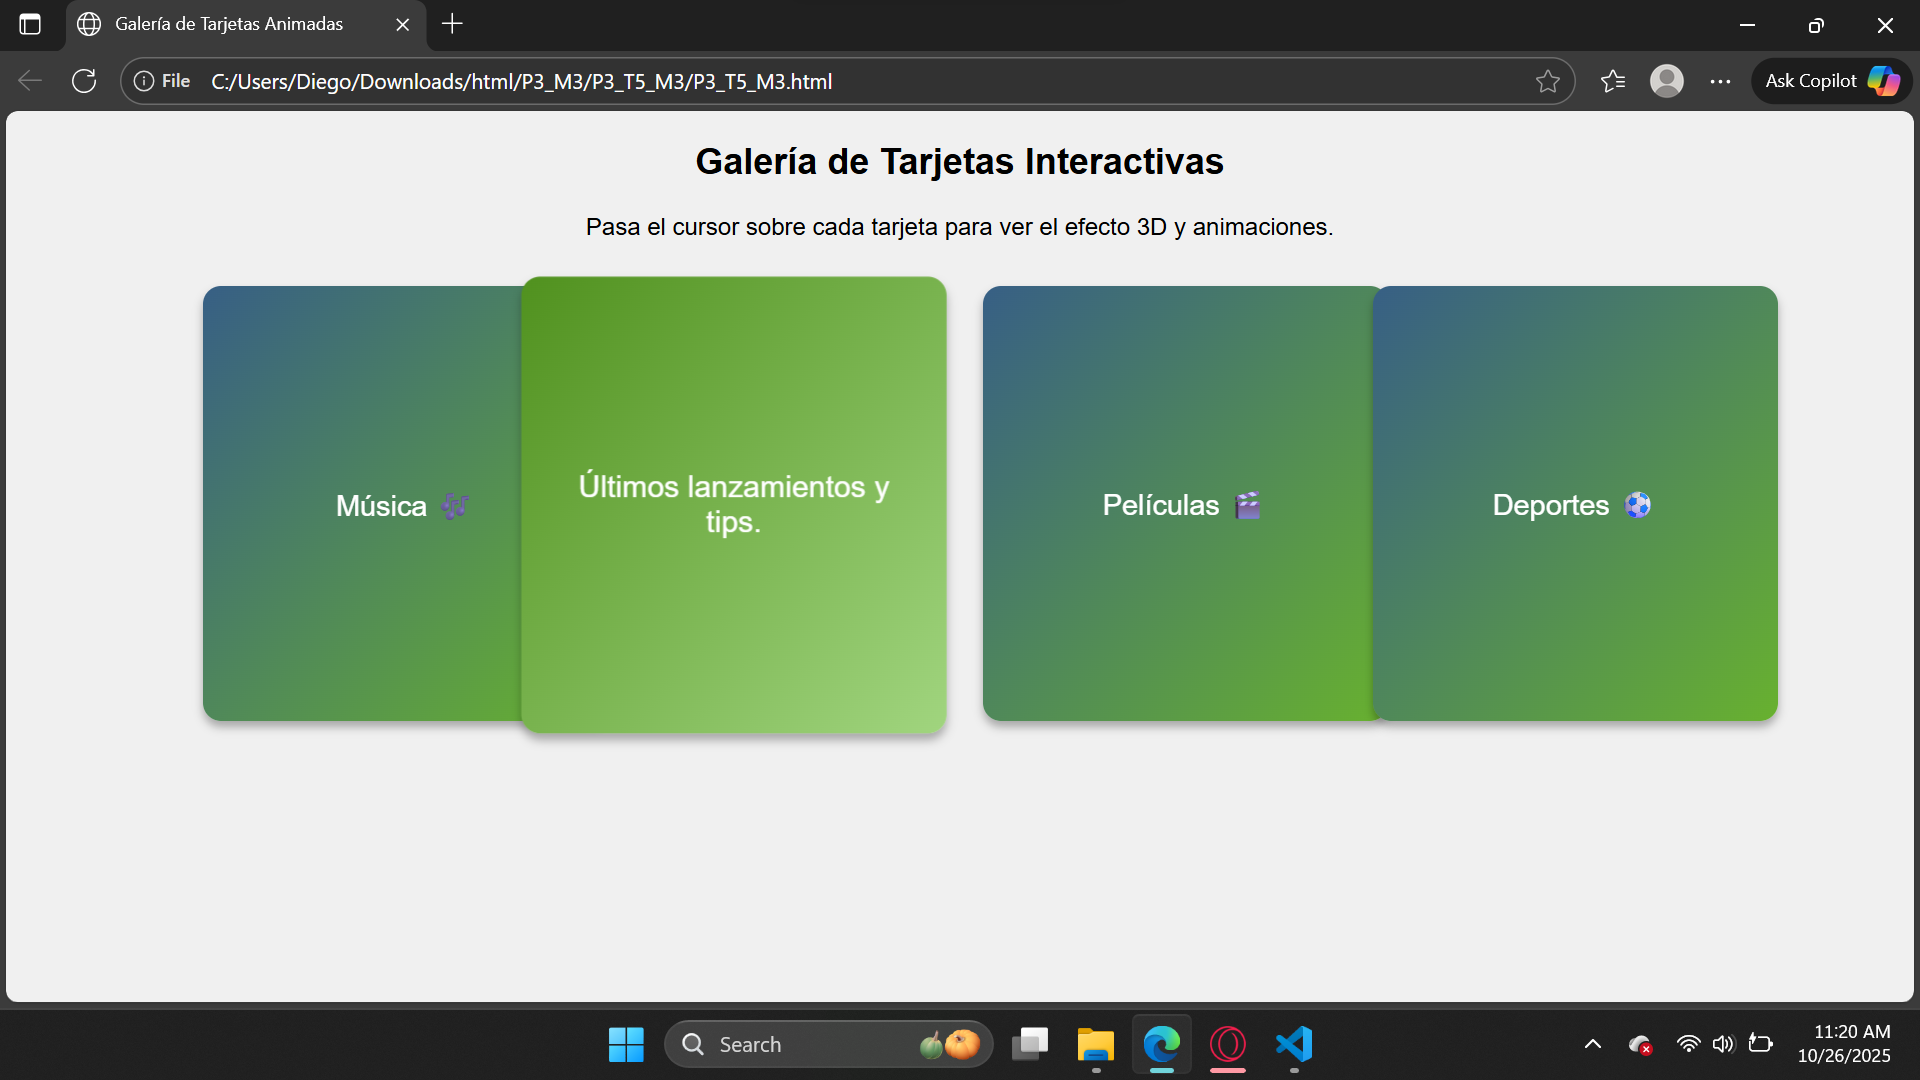 Galería de Tarjetas Animadas
File C:/Users/Diego/Downloads/html/P3_M3/P3_T5_M3/P3_T5_M3.html
Ask Copilot
Galería de Tarjetas Interactivas
Pasa el cursor sobre cada tarjeta para ver el efecto 3D y animaciones.
Música 🎶
Últimos lanzamientos y
tips.
Películas 🎬
Deportes ⚽
Search
11:20 AM
10/26/2025